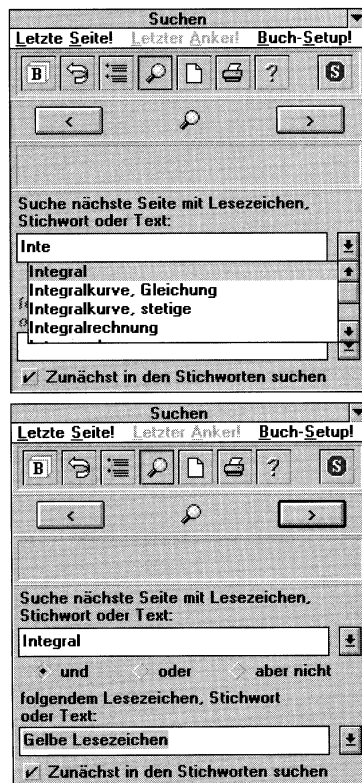 Suchen
Letzte Seite! Letzter Anker! Buch-Setup!
B ? S
< >
Suche nächste Seite mit Lesezeichen,
Stichwort oder Text:
Inte
Integral
Integralkurve, Gleichung
Integralkurve, stetige
Integralrechnung
Zunächst in den Stichworten suchen
Suchen
Letzte Seite! Letzter Anker! Buch-Setup!
B ? S
< >
Suche nächste Seite mit Lesezeichen,
Stichwort oder Text:
Integral
und oder aber nicht
folgendem Lesezeichen, Stichwort
oder Text:
Gelbe Lesezeichen
Zunächst in den Stichworten suchen